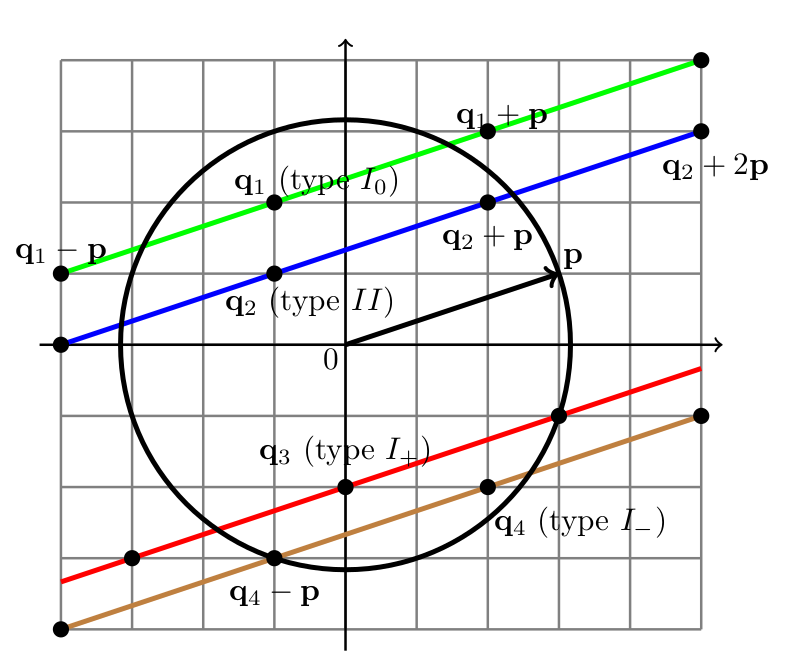 q₁ + p
q₂ + 2p
q₁ (type I₀)
q₁ − p
q₂ + p
p
q₂ (type II)
0
q₃ (type I₊)
q₄ (type I₋)
q₄ − p